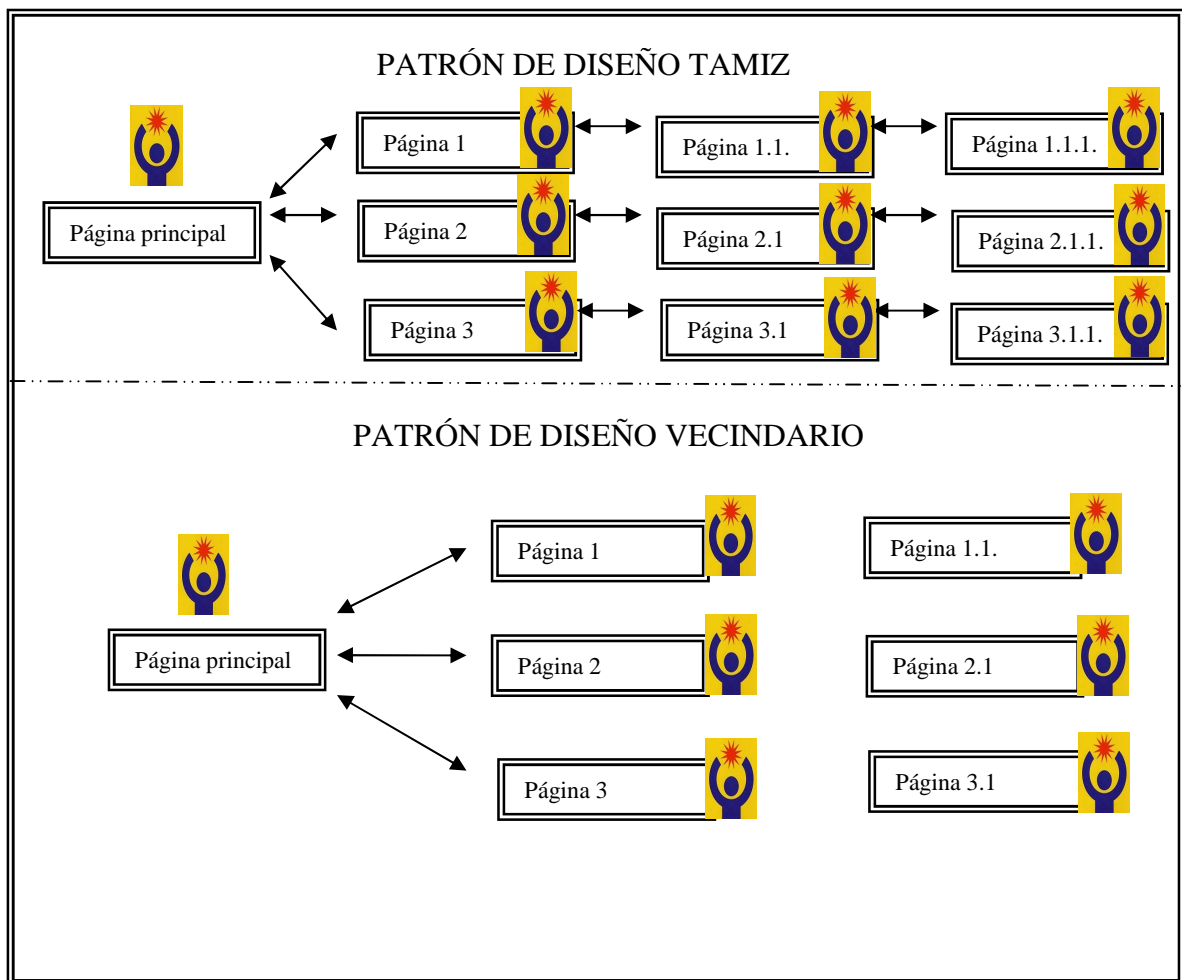 PATRÓN DE DISEÑO TAMIZ
Página 1
Página 1.1.
Página 1.1.1.
Página principal
Página 2
Página 2.1
Página 2.1.1.
Página 3
Página 3.1
Página 3.1.1.
PATRÓN DE DISEÑO VECINDARIO
Página 1
Página 1.1.
Página principal
Página 2
Página 2.1
Página 3
Página 3.1